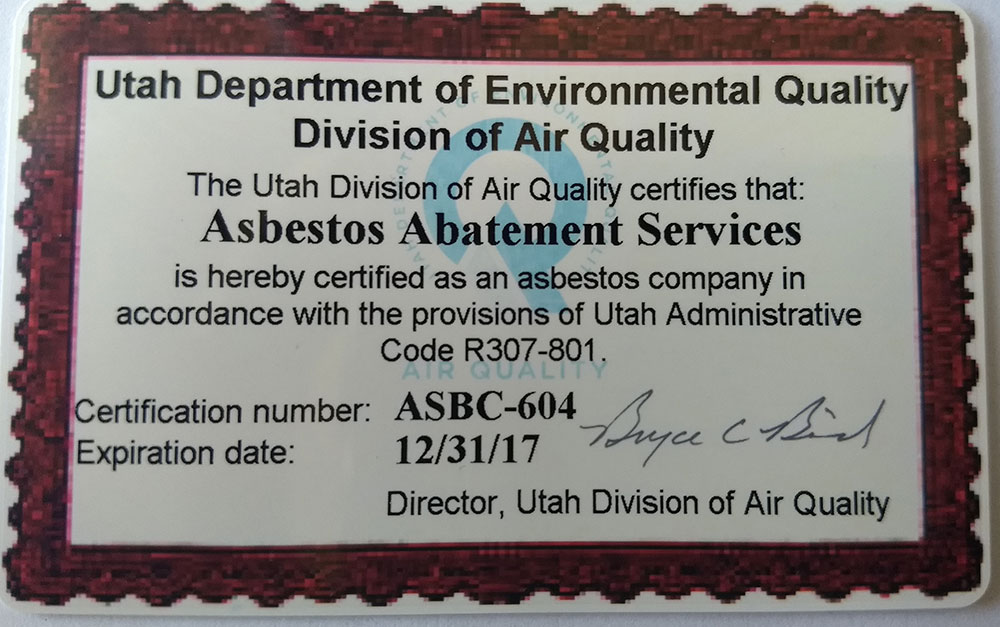 Utah Department of Environmental Quality
Division of Air Quality
The Utah Division of Air Quality certifies that:
Asbestos Abatement Services
is hereby certified as an asbestos company in
accordance with the provisions of Utah Administrative
Code R307-801.
AIR QUALITY
Certification number: ASBC-604
Bryce C Bird
Expiration date: 12/31/17
Director, Utah Division of Air Quality